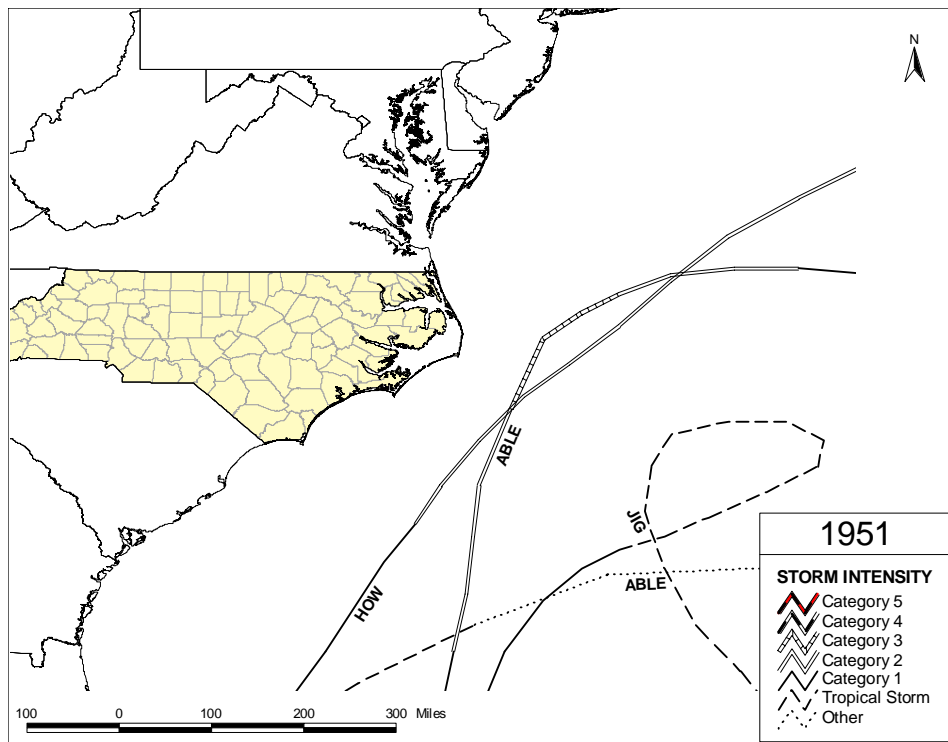 N
ABLE
JIG
ABLE
HOW
1951
STORM INTENSITY
Category 5
Category 4
Category 3
Category 2
Category 1
Tropical Storm
Other
100 0 100 200 300 Miles